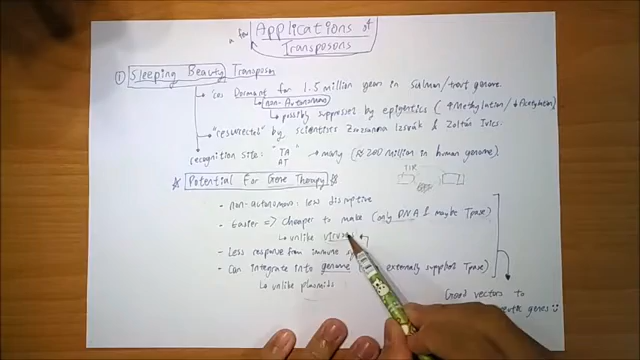 a few Applications of
Transposons
① Sleeping Beauty Transposon
'cos Dormant for 1.5 million years in Salmon/trout genome.
non-Autonomous
possibly suppressed by epigentics (↑Methylation/↓Acetylation)
"resurrected" by scientists Zsuzsanna Izsvák & Zoltán Ivics.
recognition site: "TA → many (≈ 200 million in human genome).
AT"
TIR
Potential For Gene Therapy
- non-autonomous: less disruptive
- Easier => cheaper to make (only DNA & maybe Tpase)
unlike viruses
- Less response from immune
- Can integrate into genome externally supplied Tpase)
unlike plasmids
Good vectors to
genes